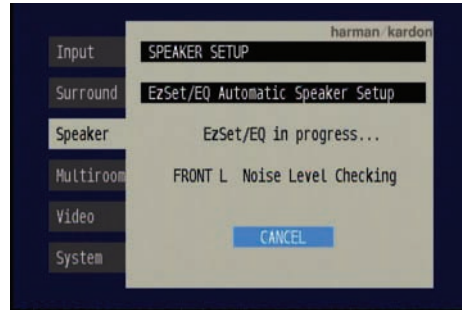 harman/kardon
Input
SPEAKER SETUP
Surround
EzSet/EQ Automatic Speaker Setup
Speaker
EzSet/EQ in progress...
Multiroom
FRONT L Noise Level Checking
Video
CANCEL
System